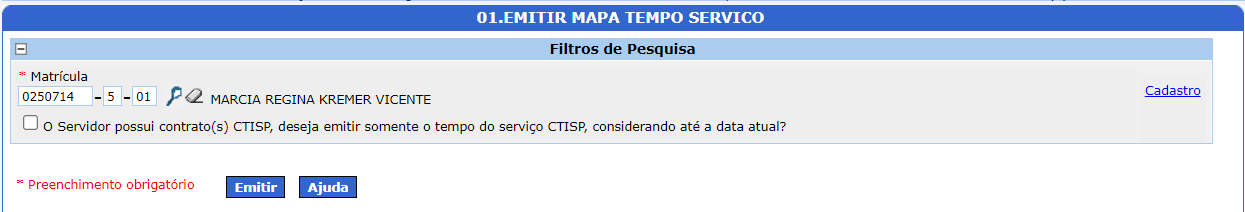 01.EMITIR MAPA TEMPO SERVICO
Filtros de Pesquisa
* Matrícula
0250714 - 5 - 01 MARCIA REGINA KREMER VICENTE
Cadastro
O Servidor possui contrato(s) CTISP, deseja emitir somente o tempo do serviço CTISP, considerando até a data atual?
* Preenchimento obrigatório Emitir Ajuda